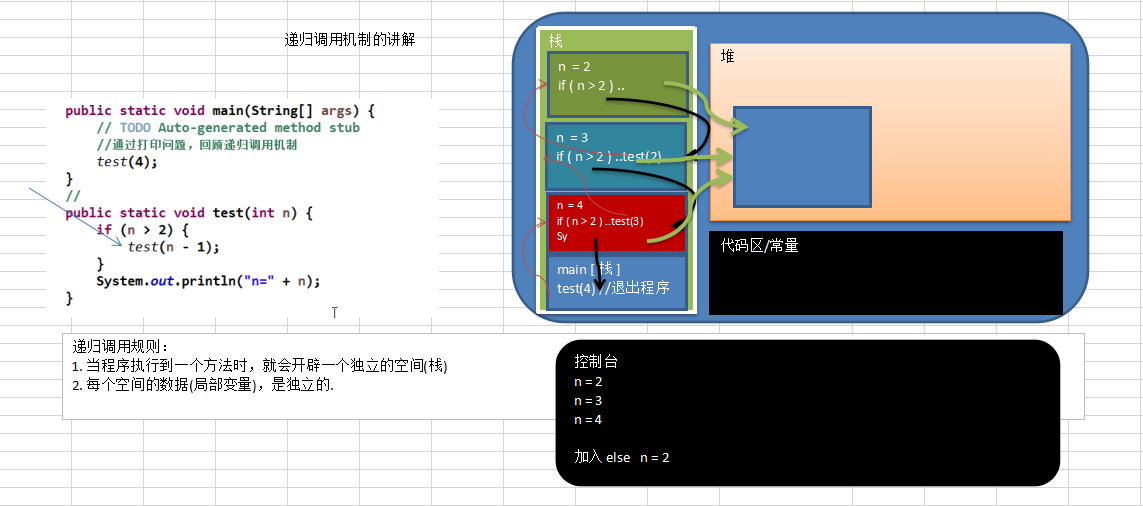 递归调用机制的讲解
public static void main(String[] args) {
// TODO Auto-generated method stub
//通过打印问题，回顾递归调用机制
test(4);
}
//
public static void test(int n) {
if (n > 2) {
test(n - 1);
}
System.out.println("n=" + n);
}
栈
n = 2
if ( n > 2 ) ..
n = 3
if ( n > 2 ) ..test(2)
n = 4
if ( n > 2 ) ..test(3)
Sy
main [ 栈 ]
test(4) //退出程序
堆
代码区/常量
递归调用规则：
1. 当程序执行到一个方法时，就会开辟一个独立的空间(栈)
2. 每个空间的数据(局部变量)，是独立的.
控制台
n = 2
n = 3
n = 4
加入 else n = 2